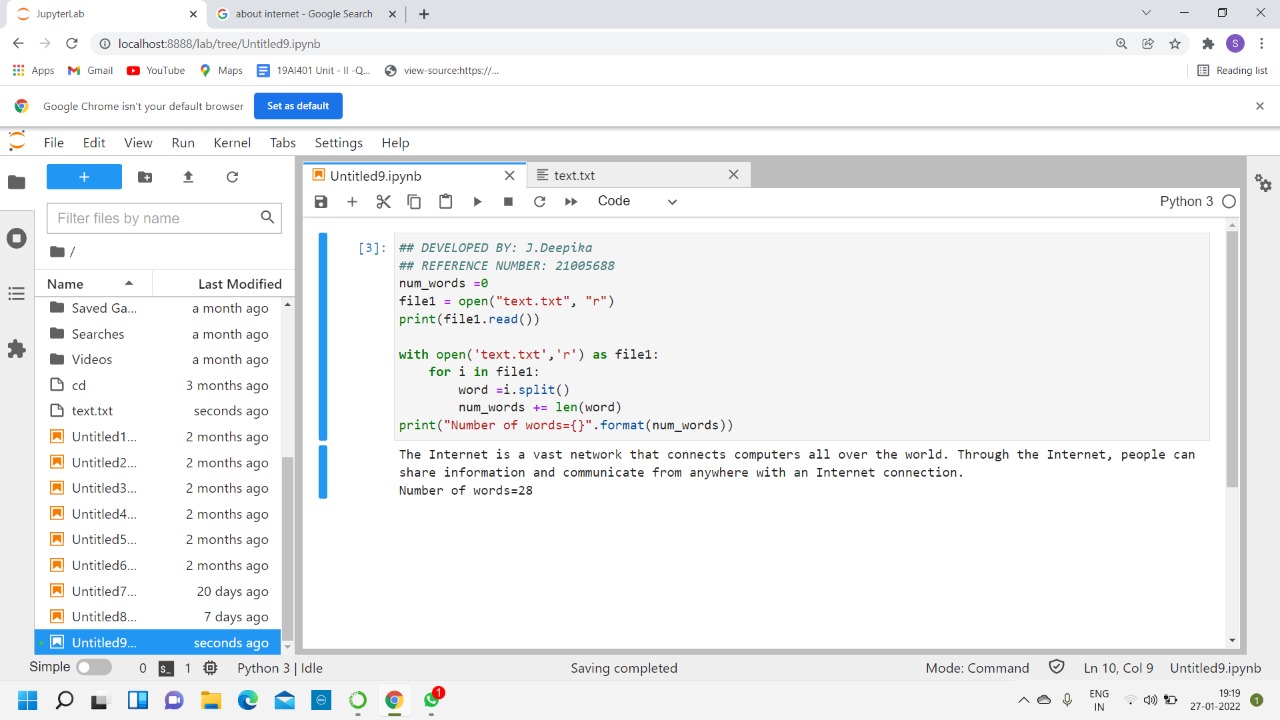 JupyterLab
about internet - Google Search
localhost:8888/lab/tree/Untitled9.ipynb
S
Apps
Gmail
YouTube
Maps
19AI401 Unit - II -Q...
view-source:https://...
Reading list
Google Chrome isn't your default browser
Set as default
File Edit View Run Kernel Tabs Settings Help
Filter files by name
/
Name Last Modified
Saved Ga... a month ago
Searches a month ago
Videos a month ago
cd 3 months ago
text.txt seconds ago
Untitled1... 2 months ago
Untitled2... 2 months ago
Untitled3... 2 months ago
Untitled4... 2 months ago
Untitled5... 2 months ago
Untitled6... 2 months ago
Untitled7... 20 days ago
Untitled8... 7 days ago
Untitled9... seconds ago
Untitled9.ipynb
text.txt
Code
Python 3
[3]:
## DEVELOPED BY: J.Deepika
## REFERENCE NUMBER: 21005688
num_words =0
file1 = open("text.txt", "r")
print(file1.read())
with open('text.txt','r') as file1:
    for i in file1:
        word =i.split()
        num_words += len(word)
print("Number of words={}".format(num_words))
The Internet is a vast network that connects computers all over the world. Through the Internet, people can
share information and communicate from anywhere with an Internet connection.
Number of words=28
Simple 0 1 Python 3 | Idle Saving completed Mode: Command Ln 10, Col 9 Untitled9.ipynb
1
ENG
IN
19:19
27-01-2022
1